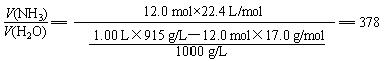 V(NH₃)/V(H₂O) == 12.0 mol×22.4 L/mol / (1.00 L×915 g/L－12.0 mol×17.0 g/mol / 1000 g/L) ＝378